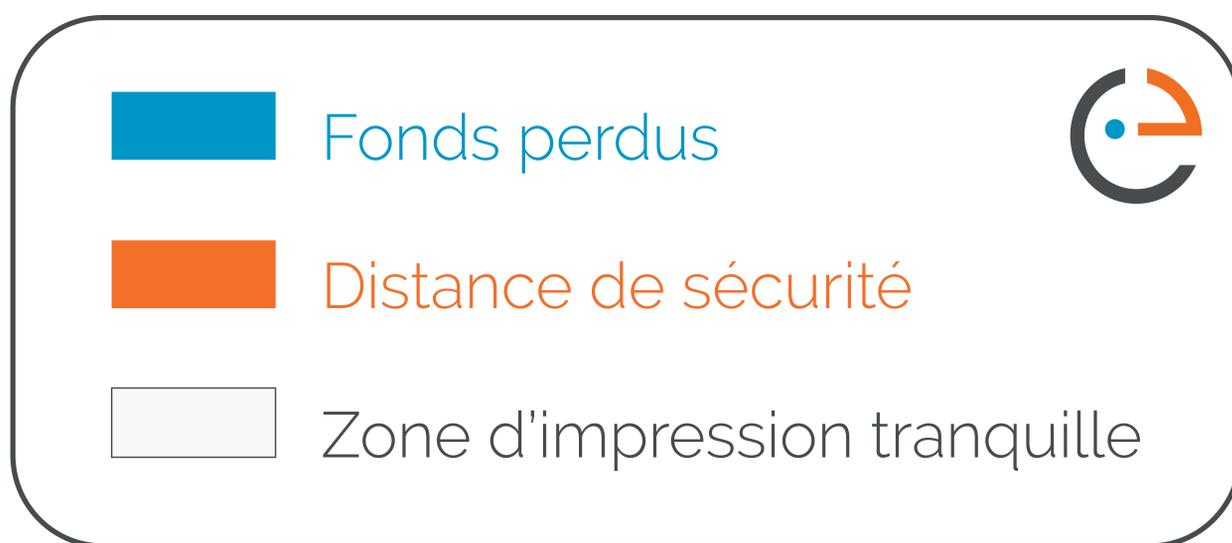 Fonds perdus
Distance de sécurité
Zone d'impression tranquille